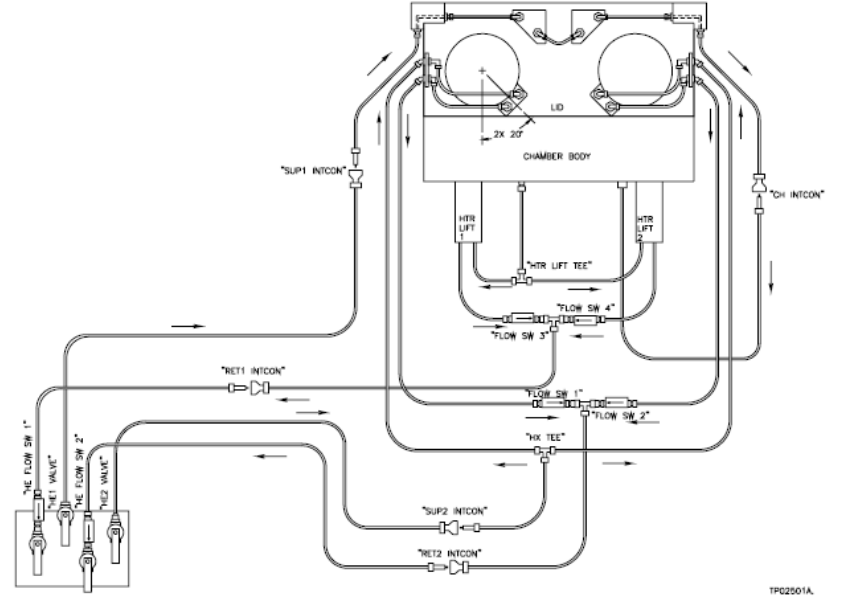 LID
2X 20°
CHAMBER BODY
"SUP1 INTCON"
"CH INTCON"
HTR
LIFT
1
HTR
LIFT
2
"HTR LIFT TEE"
"FLOW SW 4"
"FLOW SW 3"
"RET1 INTCON"
"FLOW SW 1"
"FLOW SW 2"
"HE FLOW SW 1"
"HE1 VALVE"
"HE FLOW SW 2"
"HE2 VALVE"
"HX TEE"
"SUP2 INTCON"
"RET2 INTCON"
TP02501A.